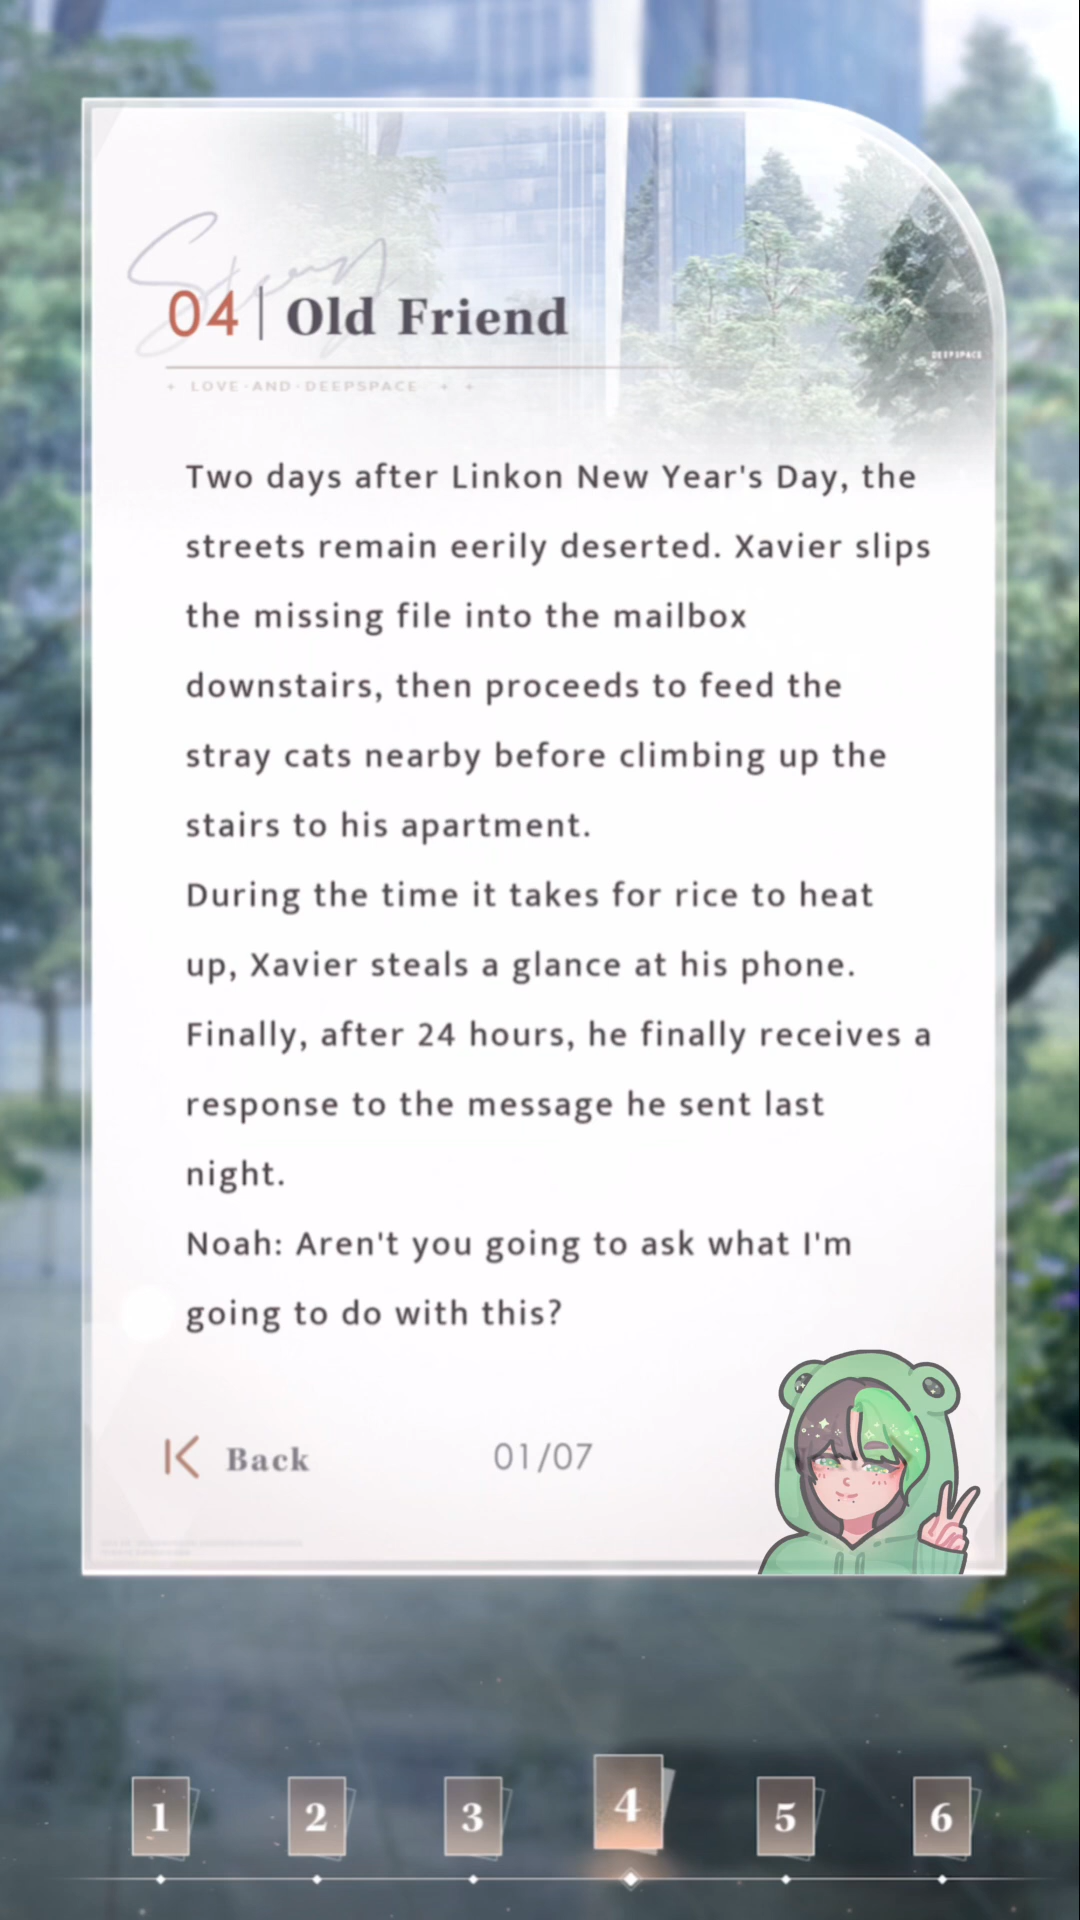 Story
04 | Old Friend
LOVE·AND·DEEPSPACE
DEEPSPACE
Two days after Linkon New Year's Day, the
streets remain eerily deserted. Xavier slips
the missing file into the mailbox
downstairs, then proceeds to feed the
stray cats nearby before climbing up the
stairs to his apartment.
During the time it takes for rice to heat
up, Xavier steals a glance at his phone.
Finally, after 24 hours, he finally receives a
response to the message he sent last
night.
Noah: Aren't you going to ask what I'm
going to do with this?
Back
01/07
1
2
3
4
5
6